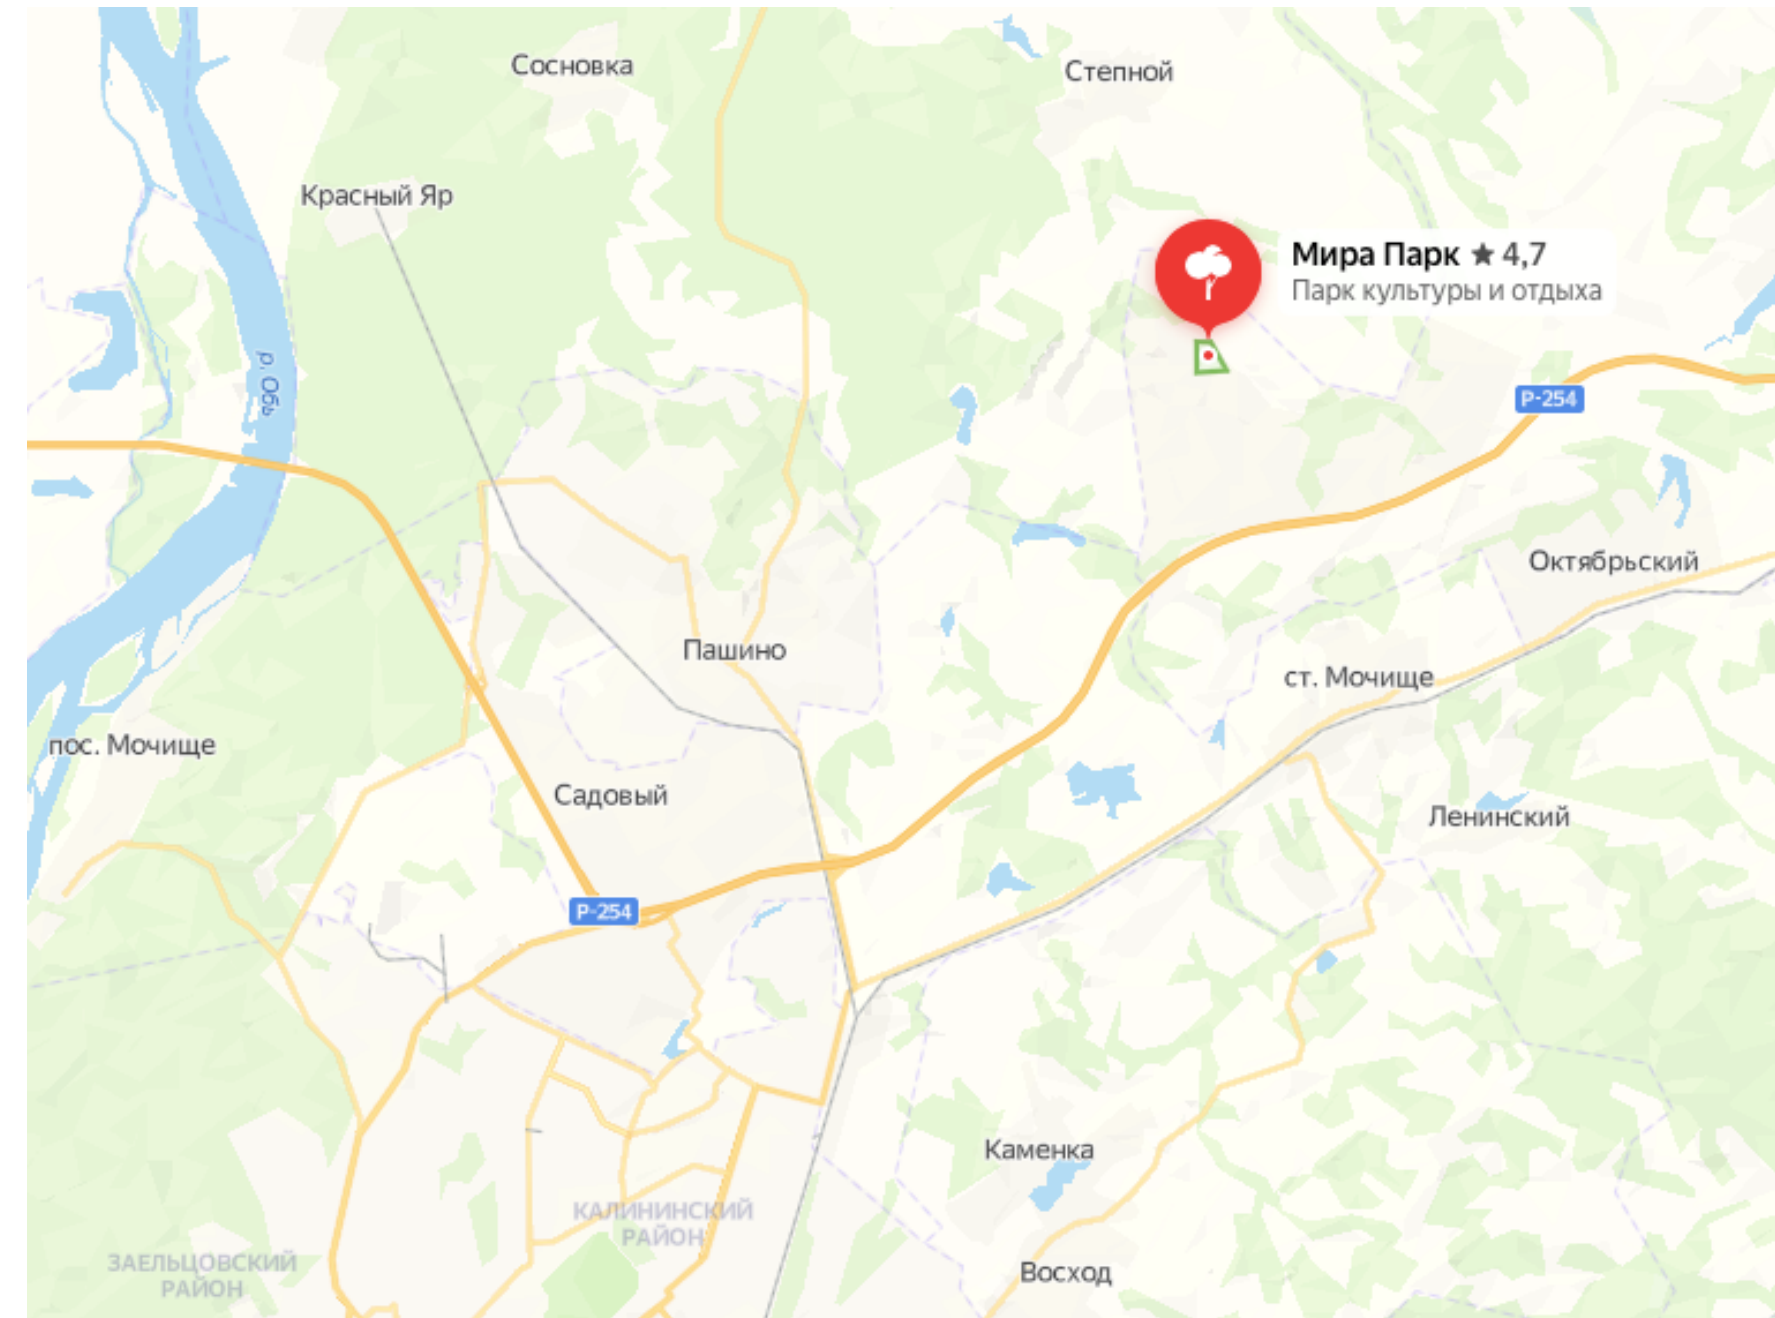 Сосновка
Степной
Красный Яр
Мира Парк ★ 4,7
Парк культуры и отдыха
р. Обь
Р-254
Октябрьский
Пашино
ст. Мочище
пос. Мочище
Садовый
Ленинский
Р-254
Каменка
КАЛИНИНСКИЙ
РАЙОН
ЗАЕЛЬЦОВСКИЙ
РАЙОН
Восход